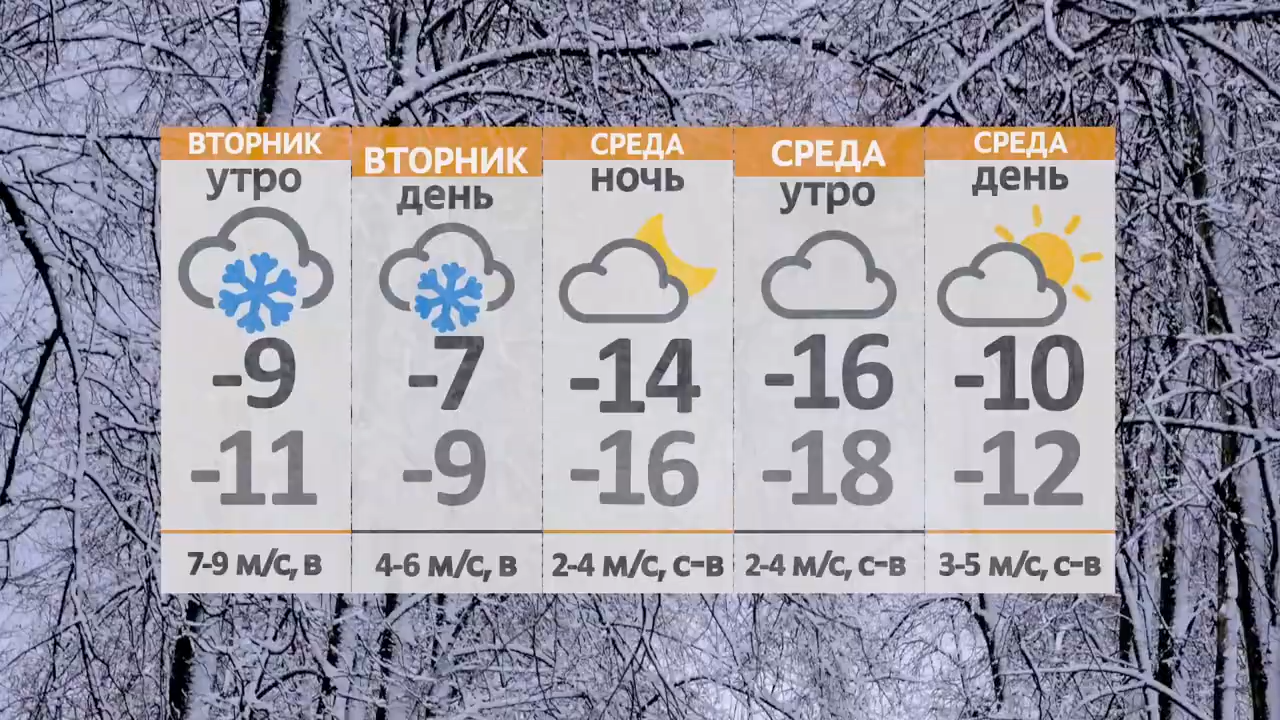 ВТОРНИК
утро
-9
-11
7-9 м/с, в
ВТОРНИК
день
-7
-9
4-6 м/с, в
СРЕДА
ночь
-14
-16
2-4 м/с, с-в
СРЕДА
утро
-16
-18
2-4 м/с, с-в
СРЕДА
день
-10
-12
3-5 м/с, с-в